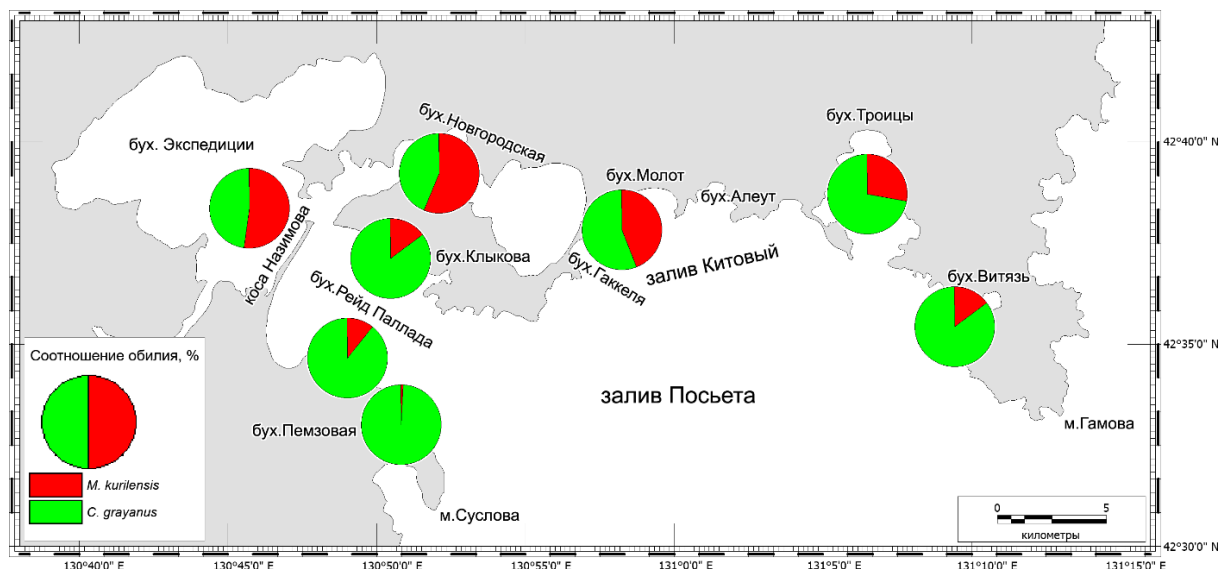 бух.Троицы
бух.Новгородская
бух. Экспедиции
42°40'0" N
бух.Молот
бух.Алеут
коса Назимова
бух.Клыкова
залив Китовый
бух.Гаккеля
бух.Витязь
бух.Рейд Паллада
42°35'0" N
Соотношение обилия, %
залив Посьета
м.Гамова
бух.Пемзовая
M. kurilensis
C. grayanus
м.Суслова
0 5
километры
42°30'0" N
130°40'0" E 130°45'0" E 130°50'0" E 130°55'0" E 131°0'0" E 131°5'0" E 131°10'0" E 131°15'0" E